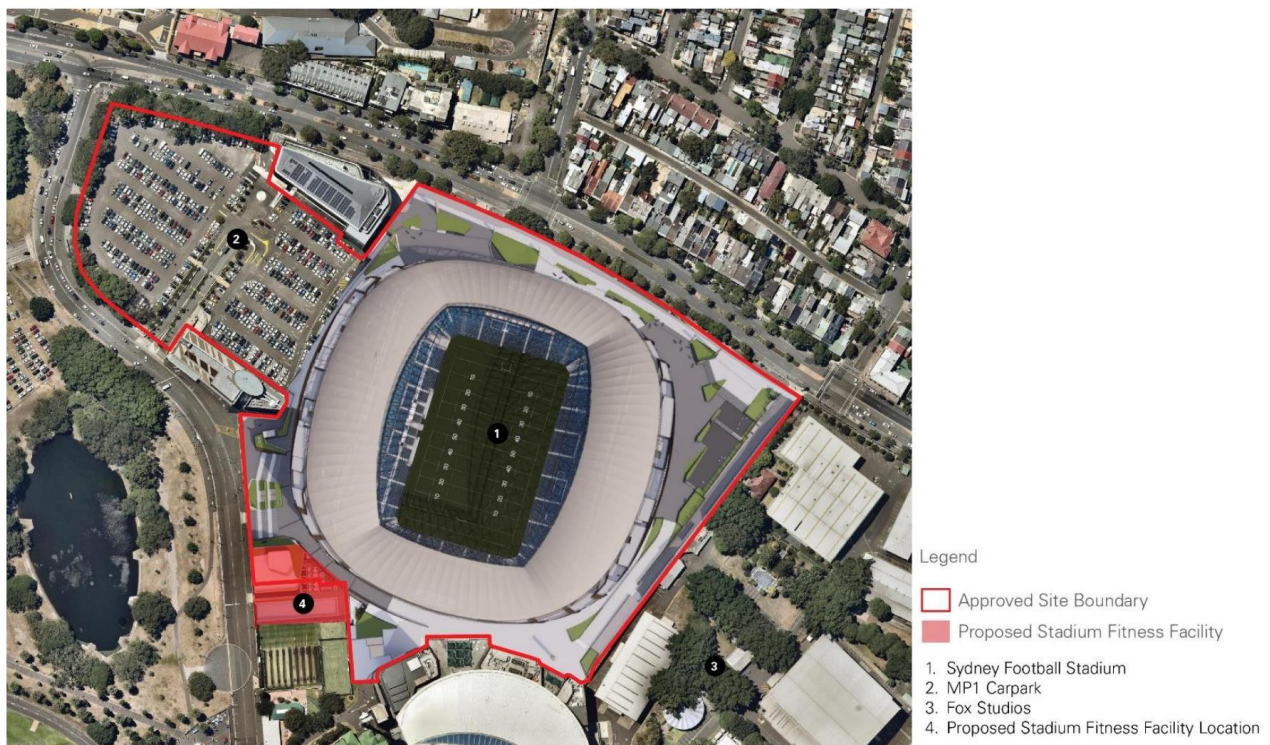 2
1
4
3
Legend
Approved Site Boundary
Proposed Stadium Fitness Facility
1. Sydney Football Stadium
2. MP1 Carpark
3. Fox Studios
4. Proposed Stadium Fitness Facility Location